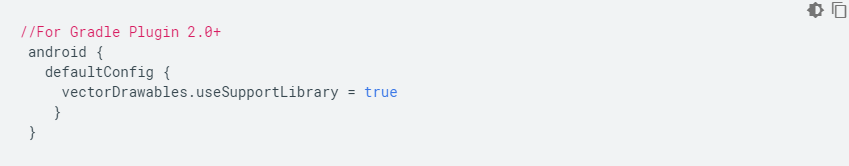 //For Gradle Plugin 2.0+
android {
defaultConfig {
vectorDrawables.useSupportLibrary = true
}
}